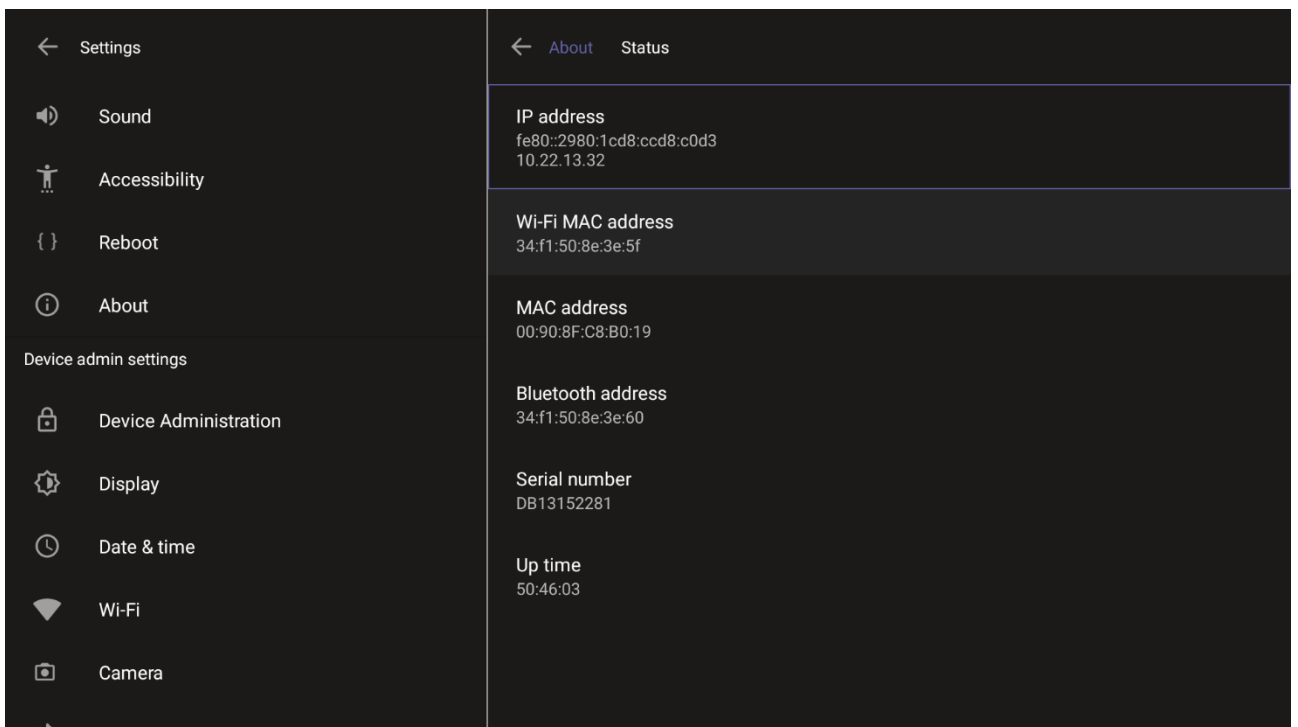 Settings
Sound
Accessibility
{ } Reboot
About
Device admin settings
Device Administration
Display
Date & time
Wi-Fi
Camera
About Status
IP address
fe80::2980:1cd8:ccd8:c0d3
10.22.13.32
Wi-Fi MAC address
34:f1:50:8e:3e:5f
MAC address
00:90:8F:C8:B0:19
Bluetooth address
34:f1:50:8e:3e:60
Serial number
DB13152281
Up time
50:46:03